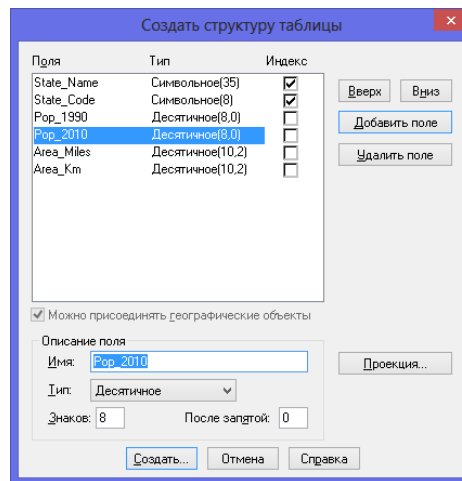 Создать структуру таблицы
Поля Тип Индекс
State_Name Символьное(35)
State_Code Символьное(8)
Pop_1990 Десятичное(8,0)
Pop_2010 Десятичное(8,0)
Area_Miles Десятичное(10,2)
Area_Km Десятичное(10,2)
Вверх Вниз
Добавить поле
Удалить поле
Можно присоединять географические объекты
Описание поля
Имя: Pop_2010
Тип: Десятичное
Знаков: 8 После запятой: 0
Проекция...
Создать... Отмена Справка